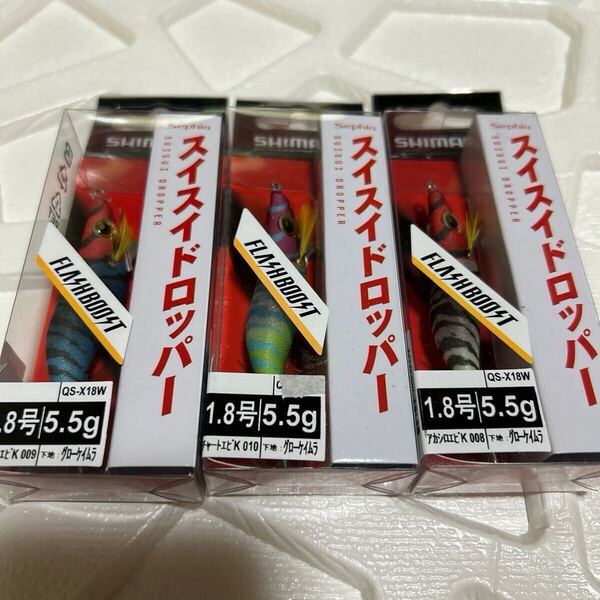 SHIMA
スイスイドロッパー
FLASHBOOST
QS-X18W
.8号 5.5g
エビK 009 下地:グローケイムラ
SHIMA
Sephia
スイスイドロッパー
SUISUI DROPPER
FLASHBOOST
1.8号 5.5g
チャートエビK 010 下地:グローケイムラ
SHIMA
Sephia
スイスイドロッパー
SUISUI DROPPER
FLASHBOOST
QS-X18W
1.8号 5.5g
アカシロエビK 008 下地:グローケイムラ
Sephia
SUISUI DROPPER